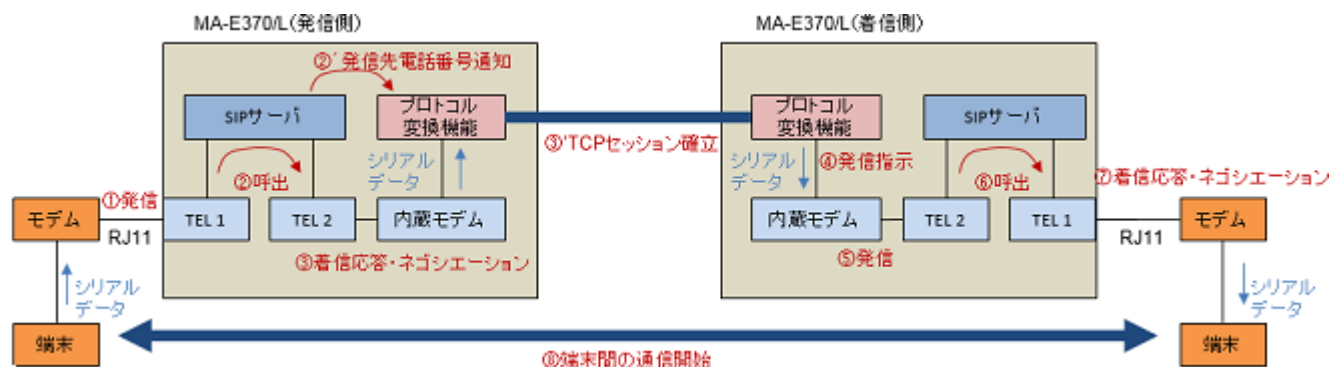 MA-E370/L(発信側)
MA-E370/L(着信側)
②'発信先電話番号通知
SIPサーバ
プロトコル
変換機能
③'TCPセッション確立
プロトコル
変換機能
SIPサーバ
②呼出
シリアル
データ
シリアル
データ
④発信指示
⑥呼出
⑦着信応答・ネゴシエーション
①発信
モデム
RJ11
TEL 1
TEL 2
内蔵モデム
内蔵モデム
TEL 2
TEL 1
RJ11
モデム
③着信応答・ネゴシエーション
⑤発信
シリアル
データ
シリアル
データ
端末
端末
⑧端末間の通信開始